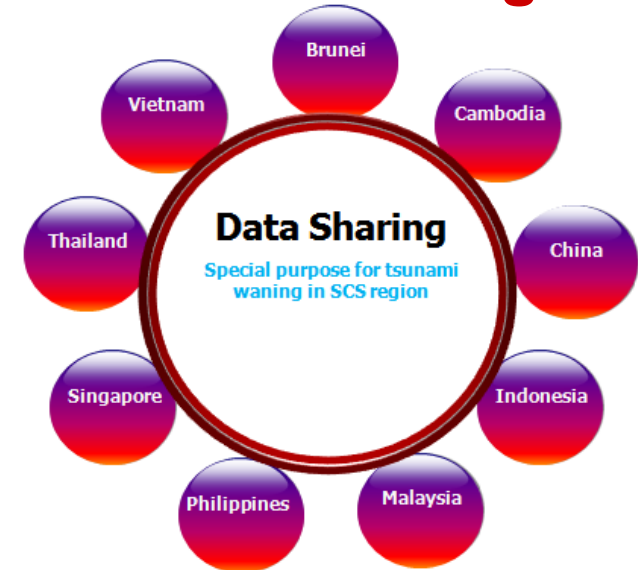 Brunei
Cambodia
China
Indonesia
Malaysia
Philippines
Singapore
Thailand
Vietnam
Data Sharing
Special purpose for tsunami
waning in SCS region